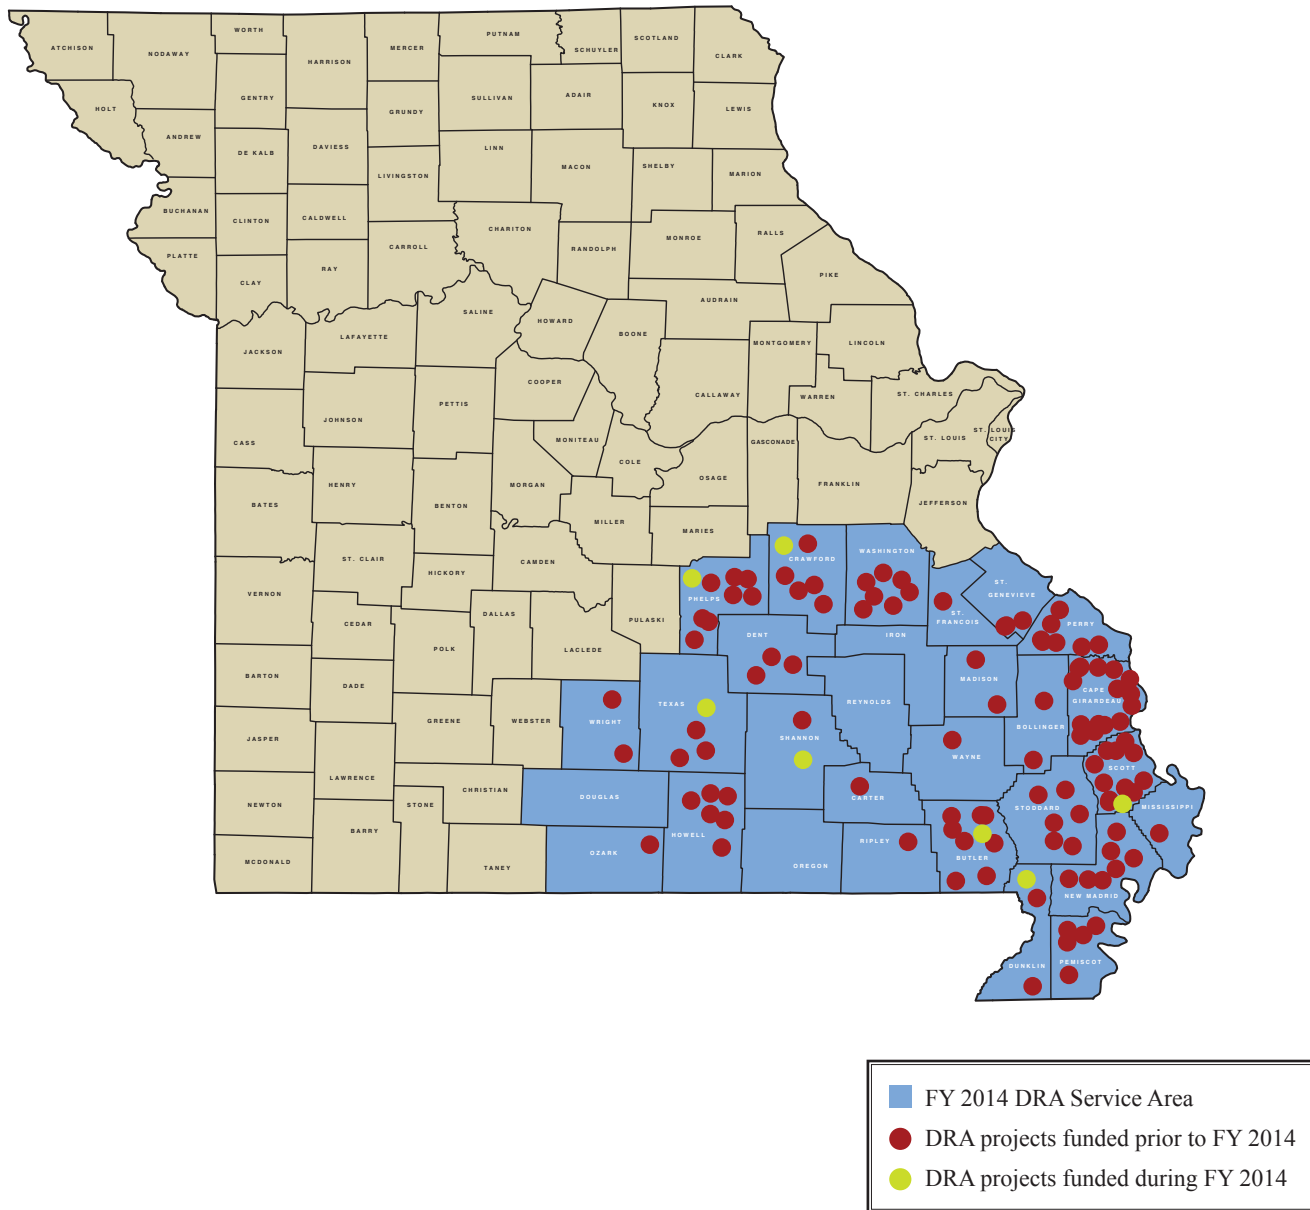 WORTH
PUTNAM
SCOTLAND
ATCHISON
NODAWAY
MERCER
SCHUYLER
CLARK
HARRISON
HOLT
GENTRY
SULLIVAN
ADAIR
KNOX
LEWIS
GRUNDY
ANDREW
DE KALB
DAVIESS
LINN
MACON
SHELBY
MARION
LIVINGSTON
BUCHANAN
CLINTON
CALDWELL
CHARITON
RANDOLPH
MONROE
RALLS
PLATTE
CARROLL
RAY
CLAY
PIKE
AUDRAIN
SALINE
HOWARD
BOONE
JACKSON
LAFAYETTE
MONTGOMERY
LINCOLN
COOPER
CALLAWAY
WARREN
ST. CHARLES
PETTIS
JOHNSON
CASS
MONITEAU
GASCONADE
ST. LOUIS
ST. LOUIS
CITY
COLE
OSAGE
FRANKLIN
HENRY
MORGAN
BATES
BENTON
JEFFERSON
MILLER
MARIES
ST. CLAIR
CAMDEN
CRAWFORD
WASHINGTON
HICKORY
VERNON
PHELPS
ST.
GENEVIEVE
DALLAS
PULASKI
ST.
FRANCOIS
CEDAR
PERRY
POLK
LACLEDE
DENT
IRON
BARTON
DADE
MADISON
CAPE
GIRARDEAU
TEXAS
REYNOLDS
GREENE
WEBSTER
WRIGHT
BOLLINGER
JASPER
SHANNON
WAYNE
SCOTT
LAWRENCE
CHRISTIAN
DOUGLAS
CARTER
NEWTON
STONE
STODDARD
MISSISSIPPI
BARRY
HOWELL
RIPLEY
OZARK
BUTLER
MCDONALD
TANEY
OREGON
NEW MADRID
DUNKLIN
PEMISCOT
FY 2014 DRA Service Area
DRA projects funded prior to FY 2014
DRA projects funded during FY 2014